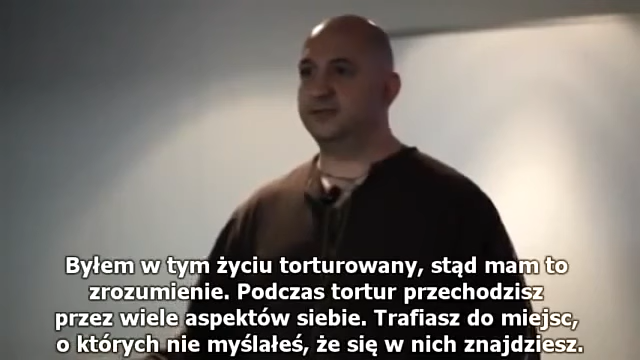 Byłem w tym życiu torturowany, stąd mam to
zrozumienie. Podczas tortur przechodzisz
przez wiele aspektów siebie. Trafiasz do miejsc,
o których nie myślałeś, że się w nich znajdziesz.